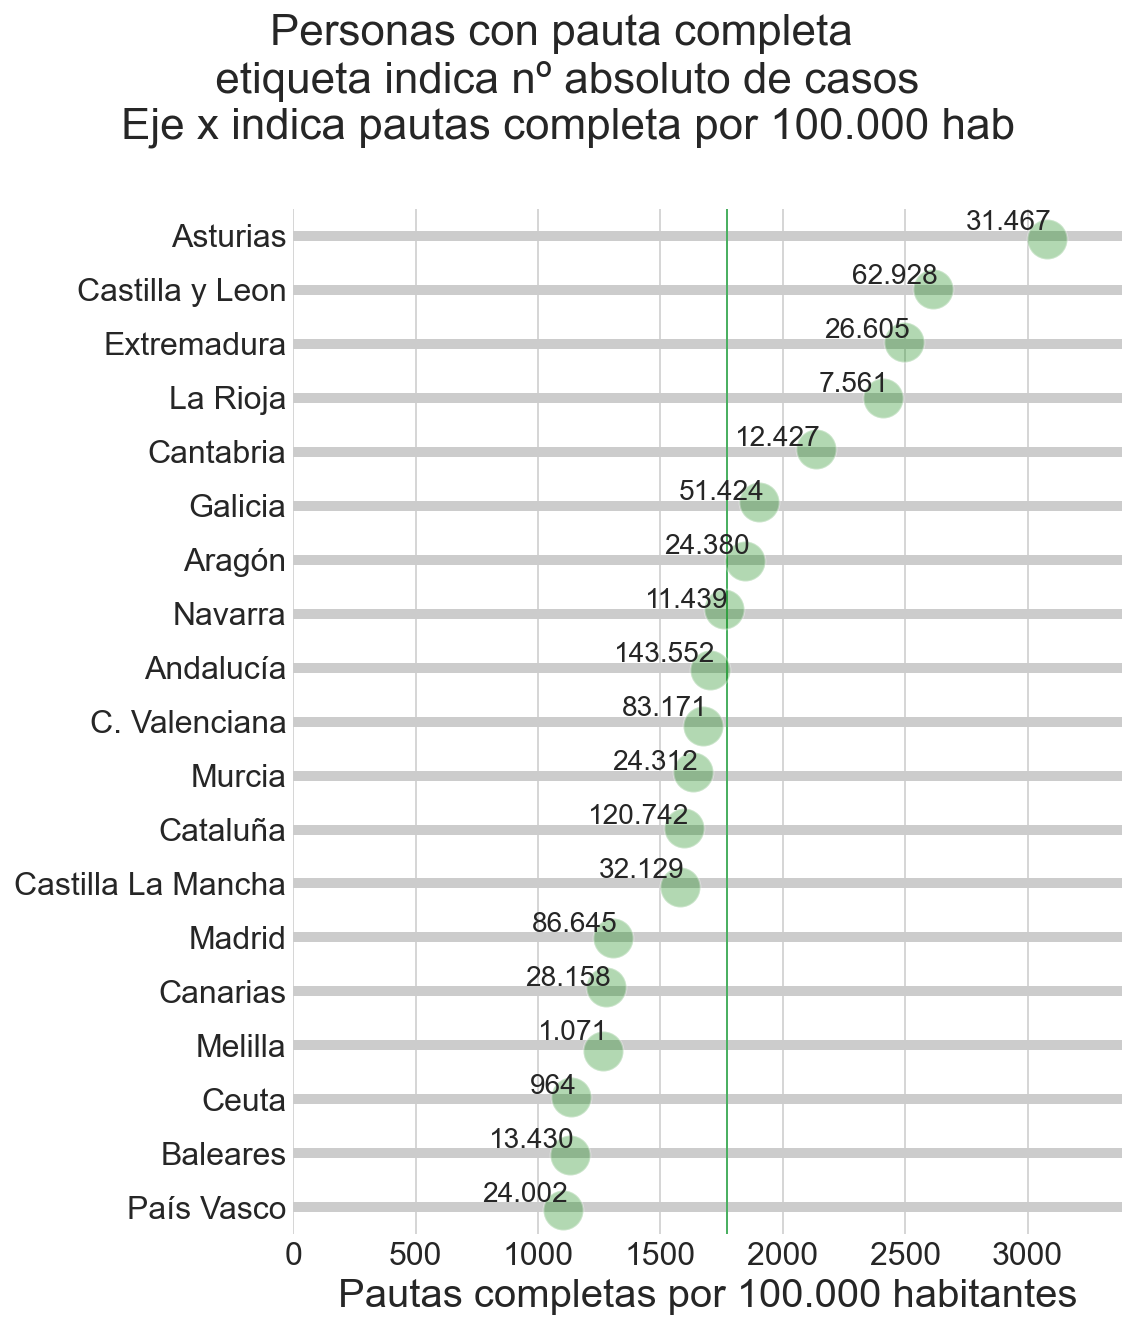 Personas con pauta completa
etiqueta indica nº absoluto de casos
Eje x indica pautas completa por 100.000 hab
Asturias 31.467
Castilla y Leon 62.928
Extremadura 26.605
La Rioja 7.561
Cantabria 12.427
Galicia 51.424
Aragón 24.380
Navarra 11.439
Andalucía 143.552
C. Valenciana 83.171
Murcia 24.312
Cataluña 120.742
Castilla La Mancha 32.129
Madrid 86.645
Canarias 28.158
Melilla 1.071
Ceuta 964
Baleares 13.430
País Vasco 24.002
0 500 1000 1500 2000 2500 3000
Pautas completas por 100.000 habitantes